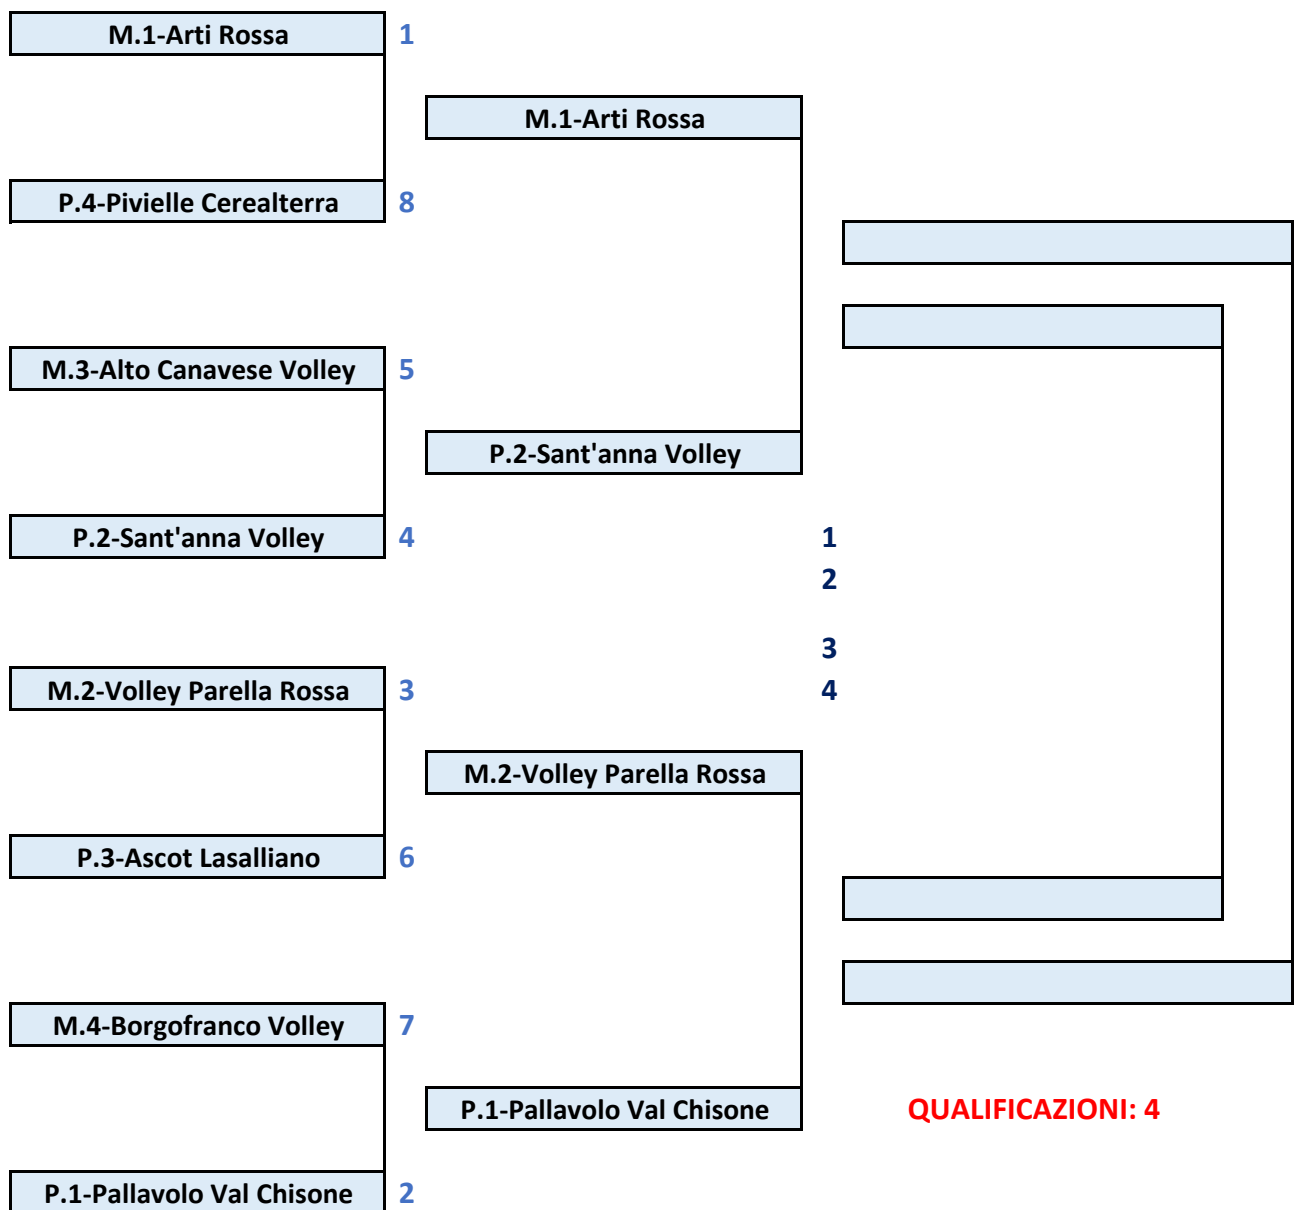 M.1-Arti Rossa 1
M.1-Arti Rossa
P.4-Pivielle Cerealterra 8
M.3-Alto Canavese Volley 5
P.2-Sant'anna Volley
P.2-Sant'anna Volley 4 1
2
3
M.2-Volley Parella Rossa 3 4
M.2-Volley Parella Rossa
P.3-Ascot Lasalliano 6
M.4-Borgofranco Volley 7
P.1-Pallavolo Val Chisone QUALIFICAZIONI: 4
P.1-Pallavolo Val Chisone 2